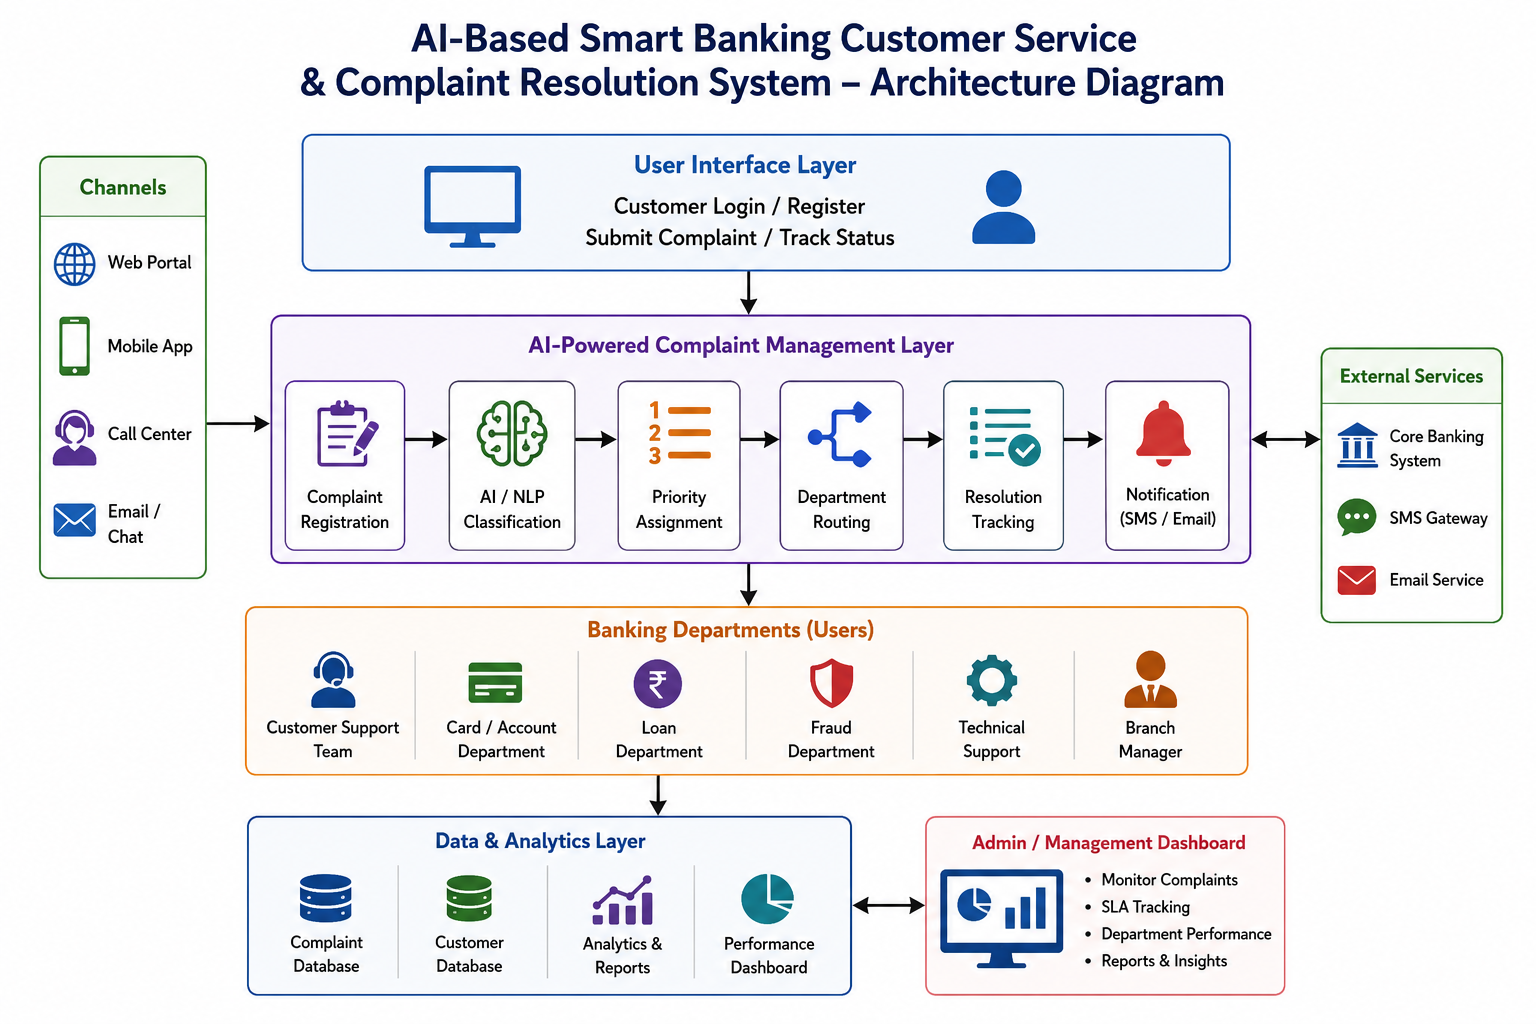 AI-Based Smart Banking Customer Service
& Complaint Resolution System – Architecture Diagram
Channels
Web Portal
Mobile App
Call Center
Email /
Chat
User Interface Layer
Customer Login / Register
Submit Complaint / Track Status
AI-Powered Complaint Management Layer
Complaint
Registration
AI / NLP
Classification
1
2
3
Priority
Assignment
Department
Routing
Resolution
Tracking
Notification
(SMS / Email)
External Services
Core Banking
System
SMS Gateway
Email Service
Banking Departments (Users)
Customer Support
Team
Card / Account
Department
₹
Loan
Department
Fraud
Department
Technical
Support
Branch
Manager
Data & Analytics Layer
Complaint
Database
Customer
Database
Analytics &
Reports
Performance
Dashboard
Admin / Management Dashboard
• Monitor Complaints
• SLA Tracking
• Department Performance
• Reports & Insights